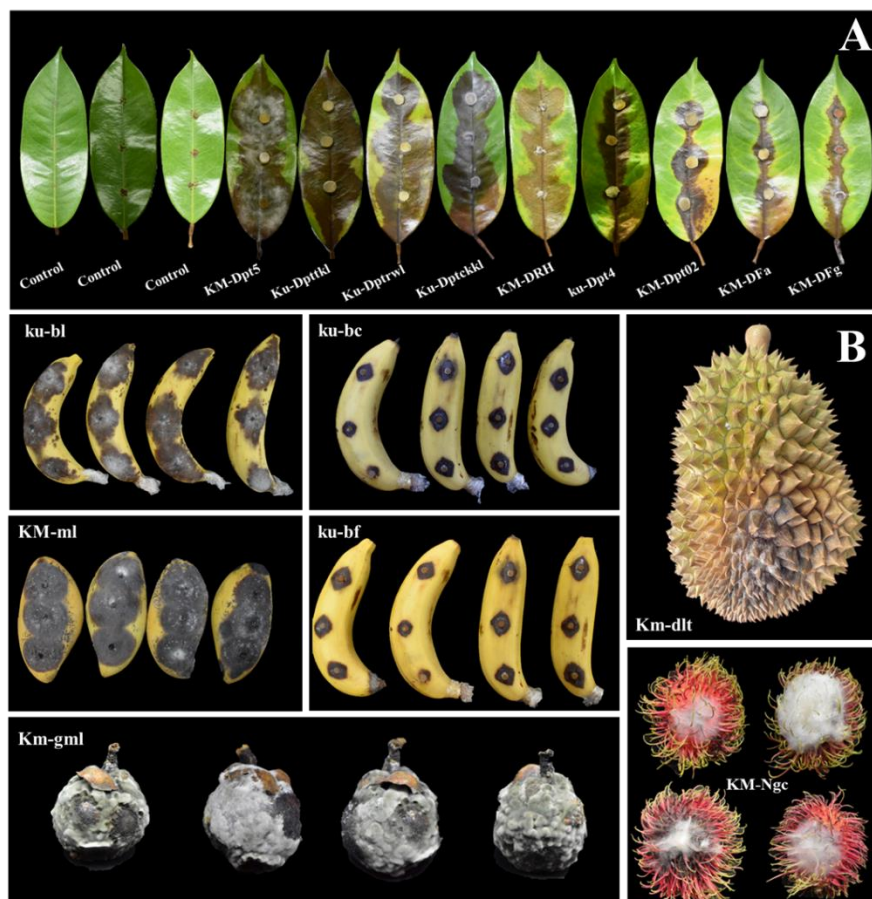 A
Control
Control
Control
KM-Dpt5
Ku-Dpttkl
Ku-Dptrwl
Ku-Dptckkl
KM-DRH
ku-Dpt4
KM-Dpt02
KM-DFa
KM-DFg
ku-bl
ku-bc
B
KM-ml
ku-bf
Km-dlt
Km-gml
KM-Ngc